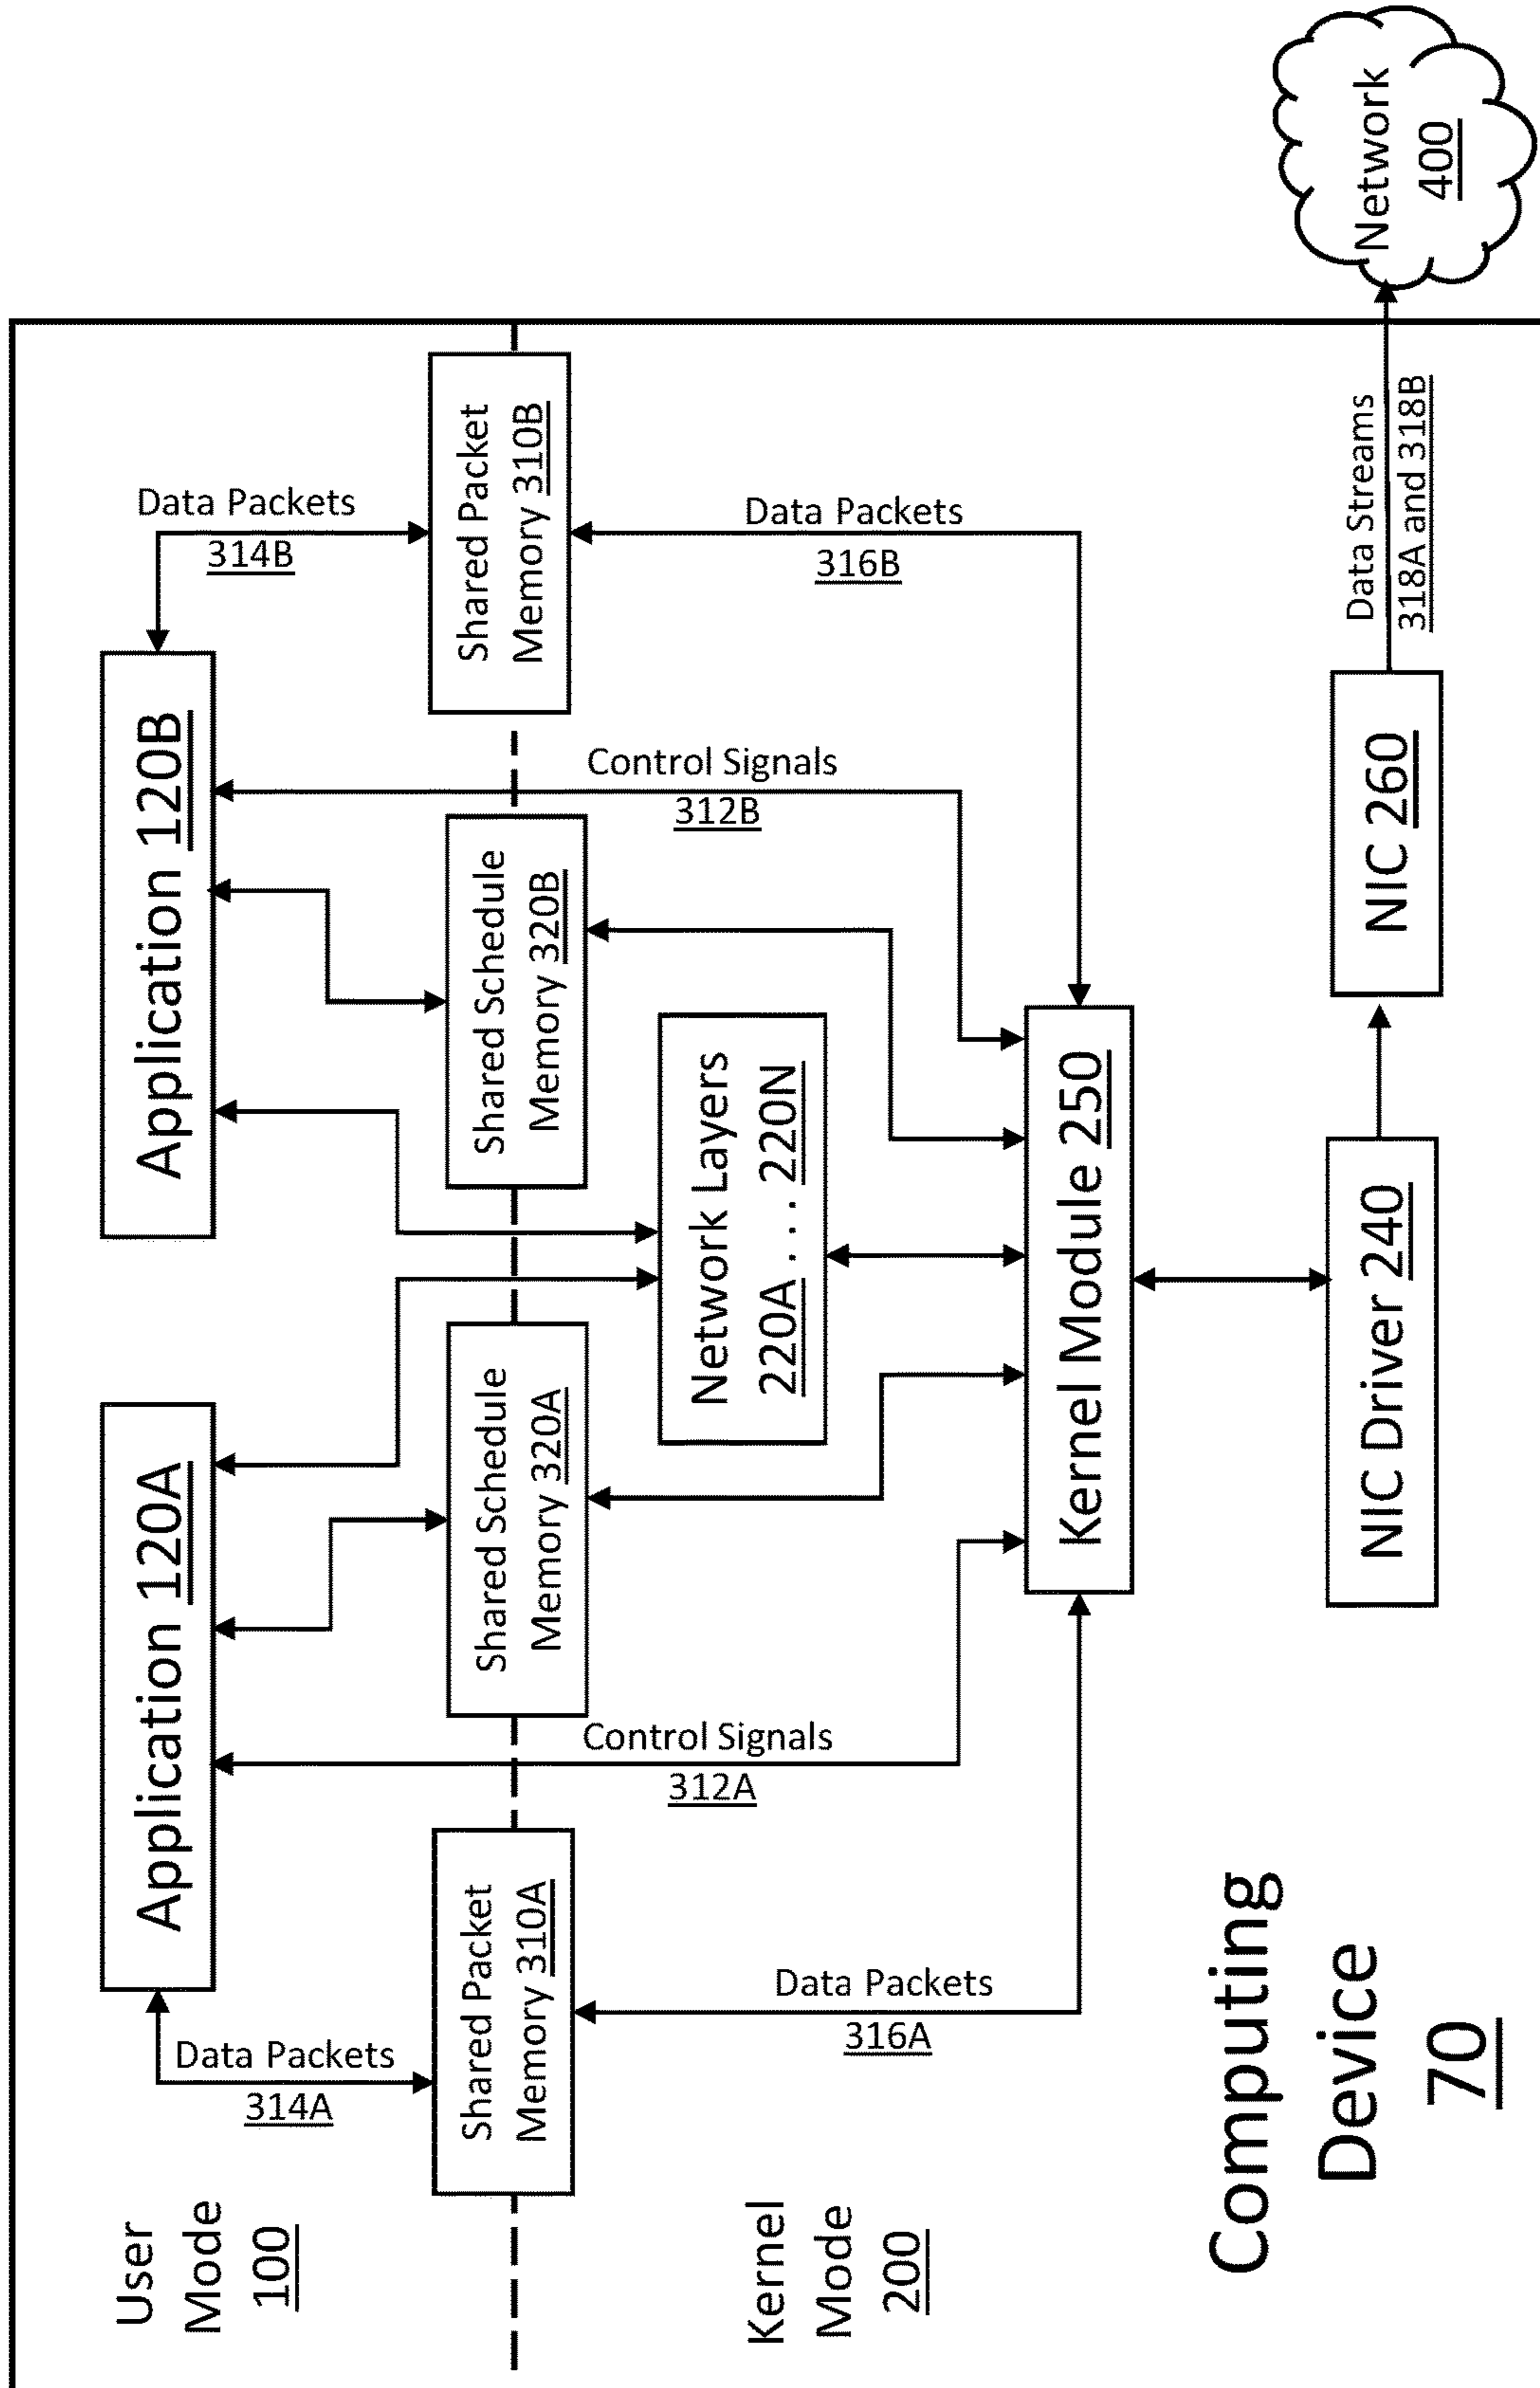 User
Mode
100
Application 120A
Application 120B
Data Packets
314A
Data Packets
314B
Shared Packet
Memory 310A
Shared Schedule
Memory 320A
Shared Schedule
Memory 320B
Shared Packet
Memory 310B
Kernel
Mode
200
Data Packets
316A
Control Signals
312A
Network Layers
220A . . . 220N
Control Signals
312B
Data Packets
316B
Kernel Module 250
Computing
Device
70
NIC Driver 240
NIC 260
Data Streams
318A and 318B
Network
400